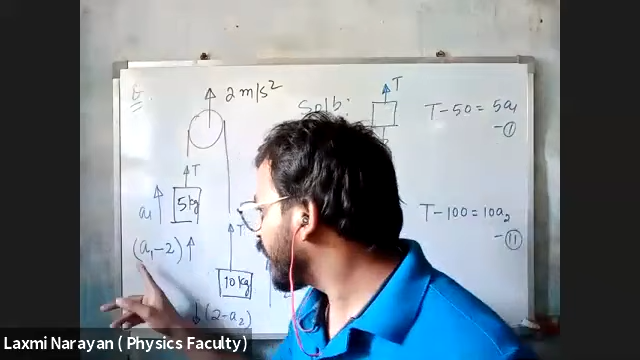 Q.
2 m/s²
Solⁿ:
T
T-50 = 5a₁
-①
T
a₁
5kg
(a₁-2)
T
T-100 = 10a₂
-⑪
10kg
(2-a₂)
Laxmi Narayan ( Physics Faculty)